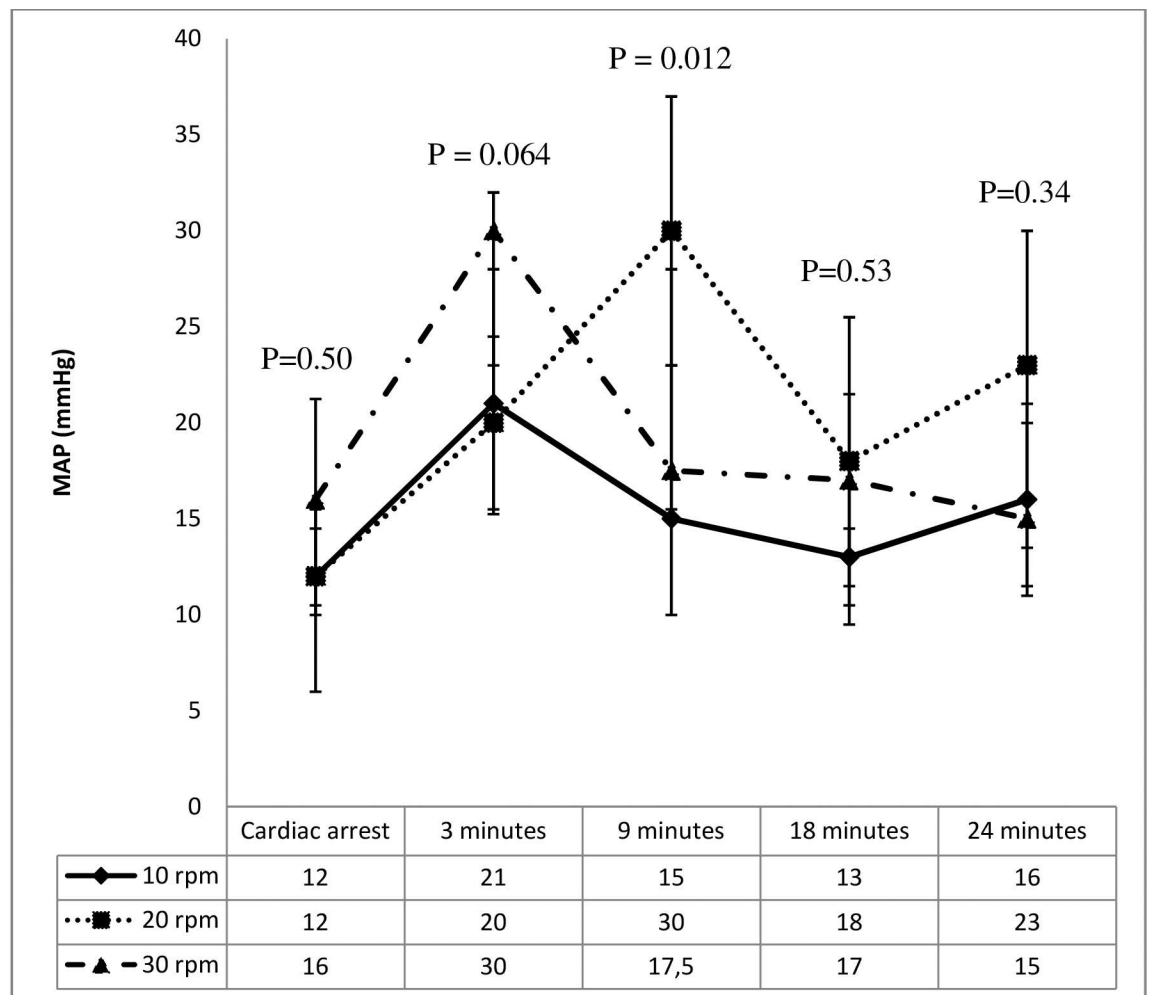 40
P = 0.012
35
P = 0.064
P=0.34
30
P=0.53
25
P=0.50
MAP (mmHg)
20
15
10
5
0
Cardiac arrest 3 minutes 9 minutes 18 minutes 24 minutes
10 rpm 12 21 15 13 16
20 rpm 12 20 30 18 23
30 rpm 16 30 17,5 17 15